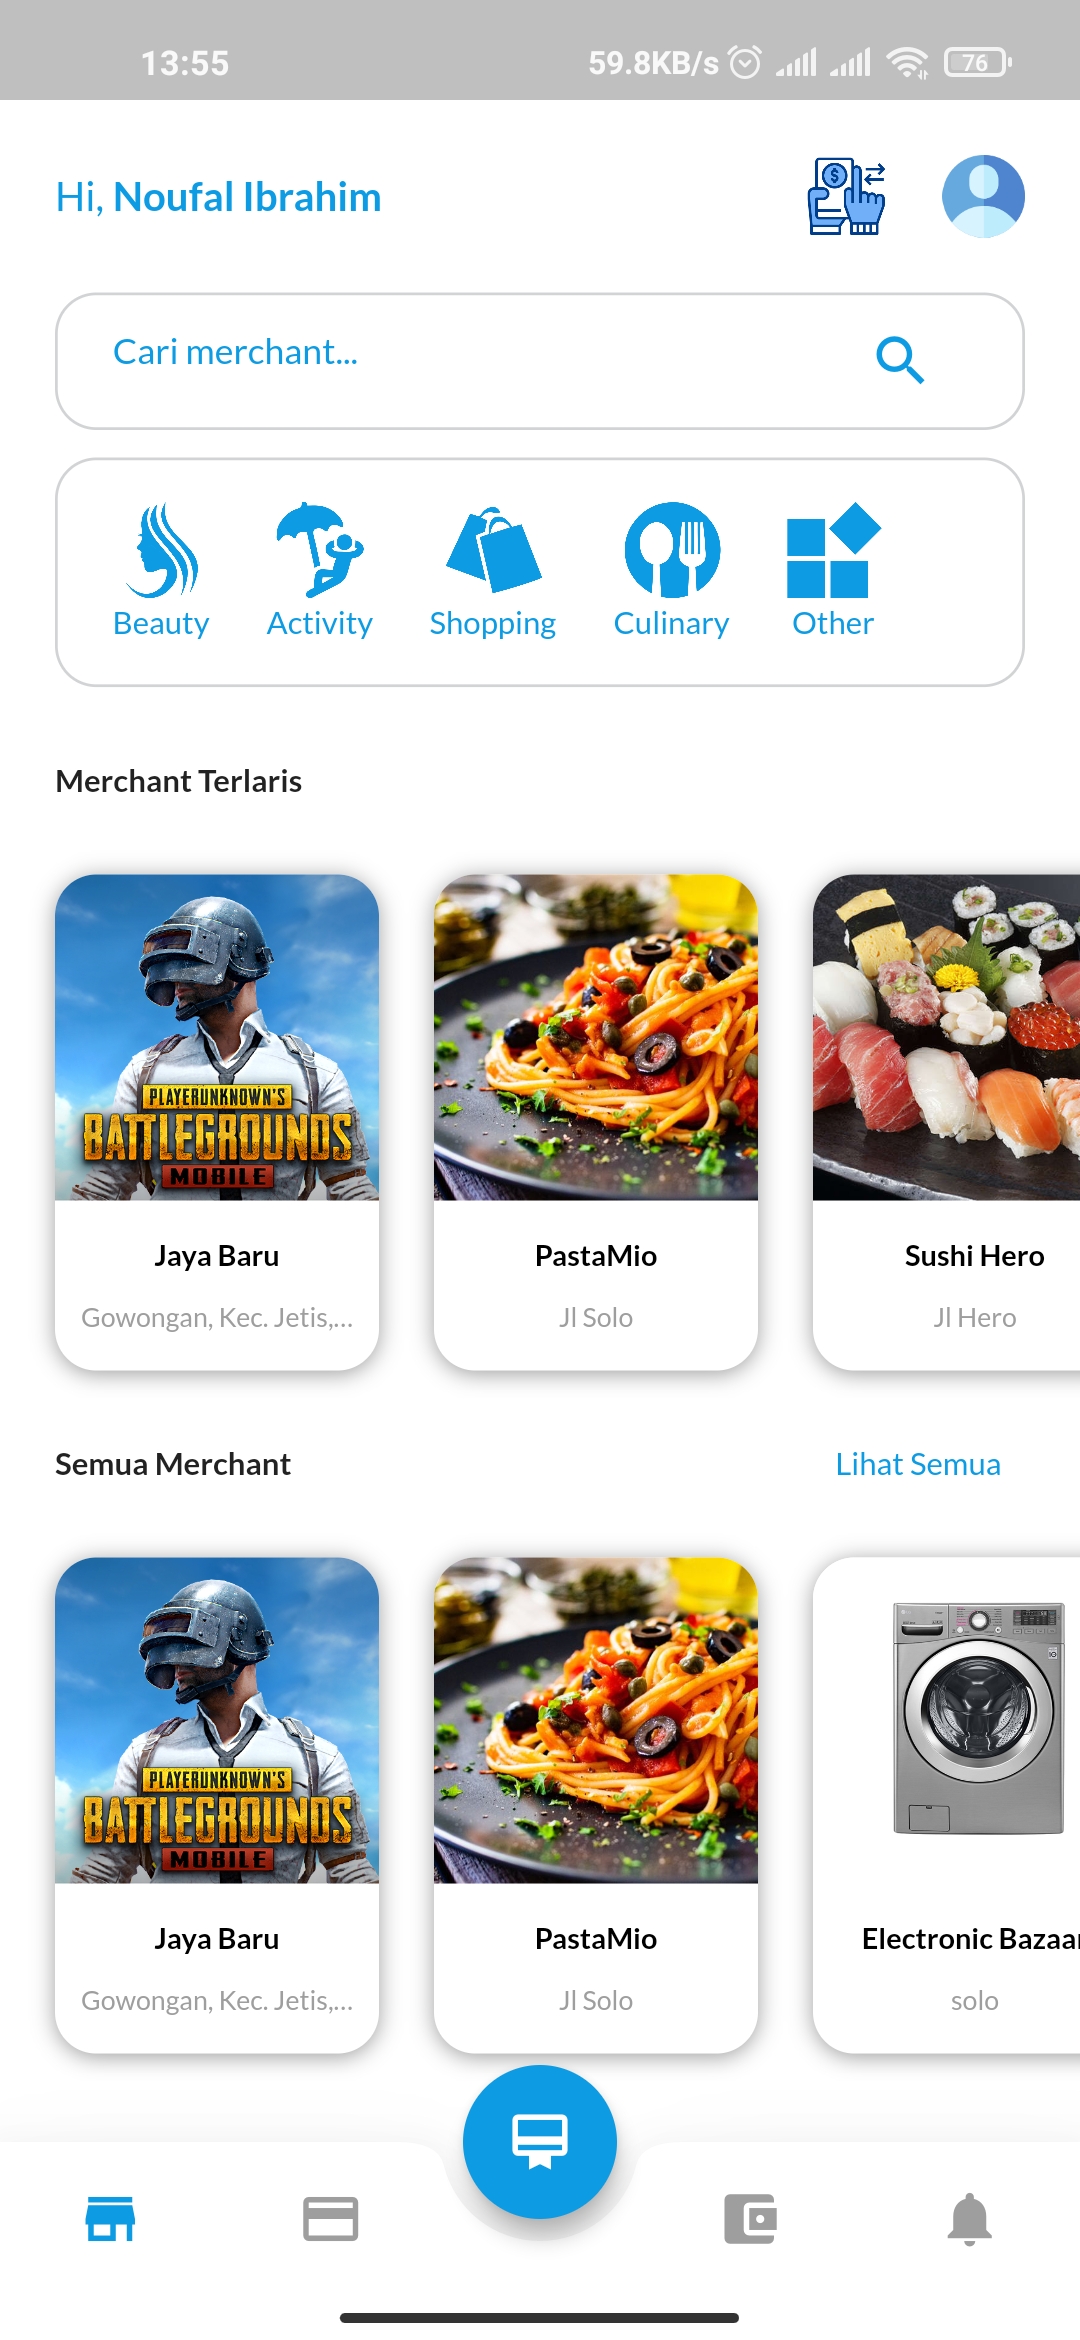 13:55
59.8KB/s
76
Hi, Noufal Ibrahim
Cari merchant...
Beauty
Activity
Shopping
Culinary
Other
Merchant Terlaris
PLAYERUNKNOWN'S
BATTLEGROUNDS
MOBILE
Jaya Baru
Gowongan, Kec. Jetis,...
PastaMio
Jl Solo
Sushi Hero
Jl Hero
Semua Merchant
Lihat Semua
PLAYERUNKNOWN'S
BATTLEGROUNDS
MOBILE
Jaya Baru
Gowongan, Kec. Jetis,...
PastaMio
Jl Solo
Electronic Bazaar
solo